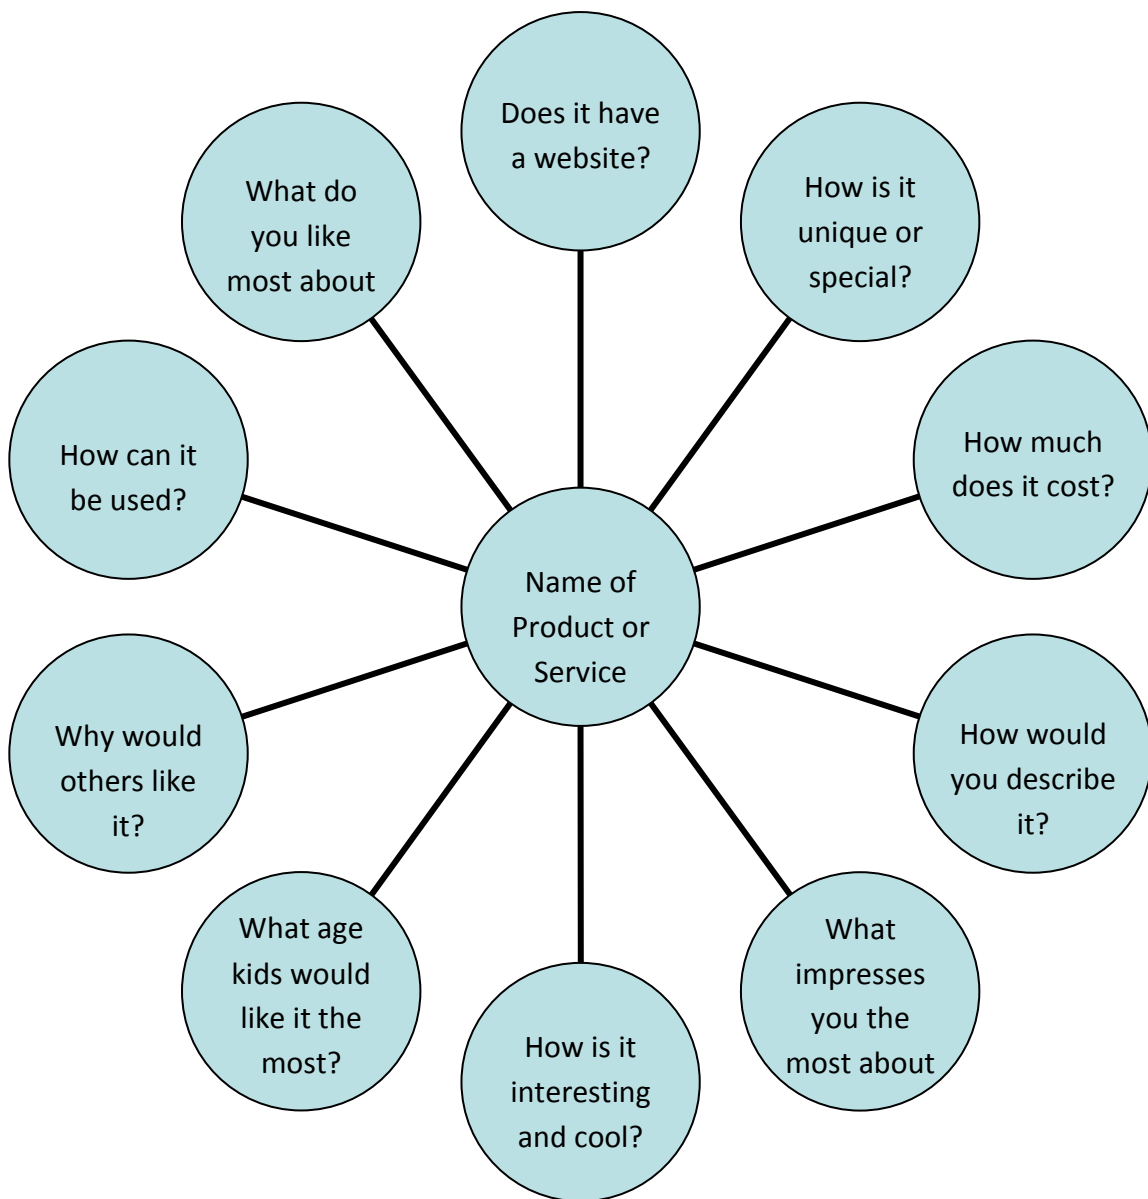 Does it have
a website?
How is it
unique or
special?
How much
does it cost?
How would
you describe
it?
What
impresses
you the
most about
How is it
interesting
and cool?
What age
kids would
like it the
most?
Why would
others like
it?
How can it
be used?
What do
you like
most about
Name of
Product or
Service